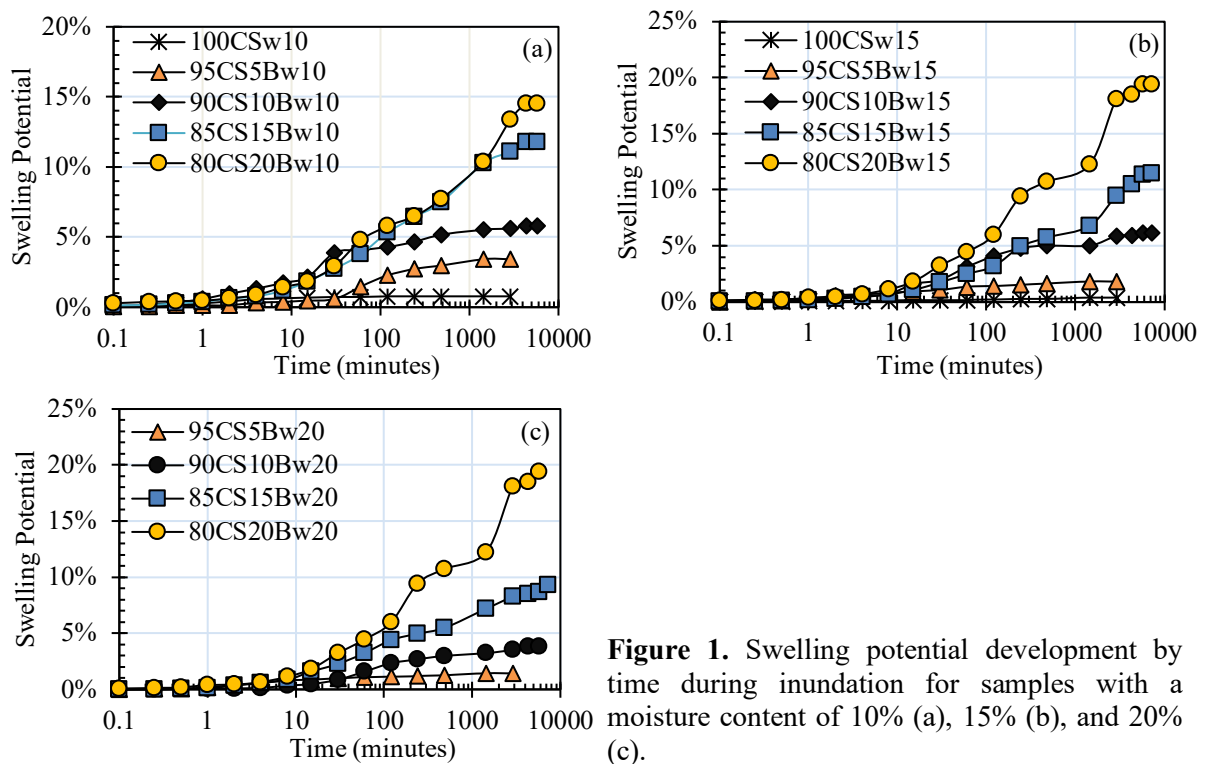 20%
15%
10%
5%
0%
Swelling Potential
(a)
100CSw10
95CS5Bw10
90CS10Bw10
85CS15Bw10
80CS20Bw10
0.1 1 10 100 1000 10000
Time (minutes)
25%
20%
15%
10%
5%
0%
Swelling Potential
(b)
100CSw15
95CS5Bw15
90CS10Bw15
85CS15Bw15
80CS20Bw15
0.1 1 10 100 1000 10000
Time (minutes)
25%
20%
15%
10%
5%
0%
Swelling Potential
(c)
95CS5Bw20
90CS10Bw20
85CS15Bw20
80CS20Bw20
0.1 1 10 100 1000 10000
Time (minutes)
Figure 1. Swelling potential development by
time during inundation for samples with a
moisture content of 10% (a), 15% (b), and 20%
(c).